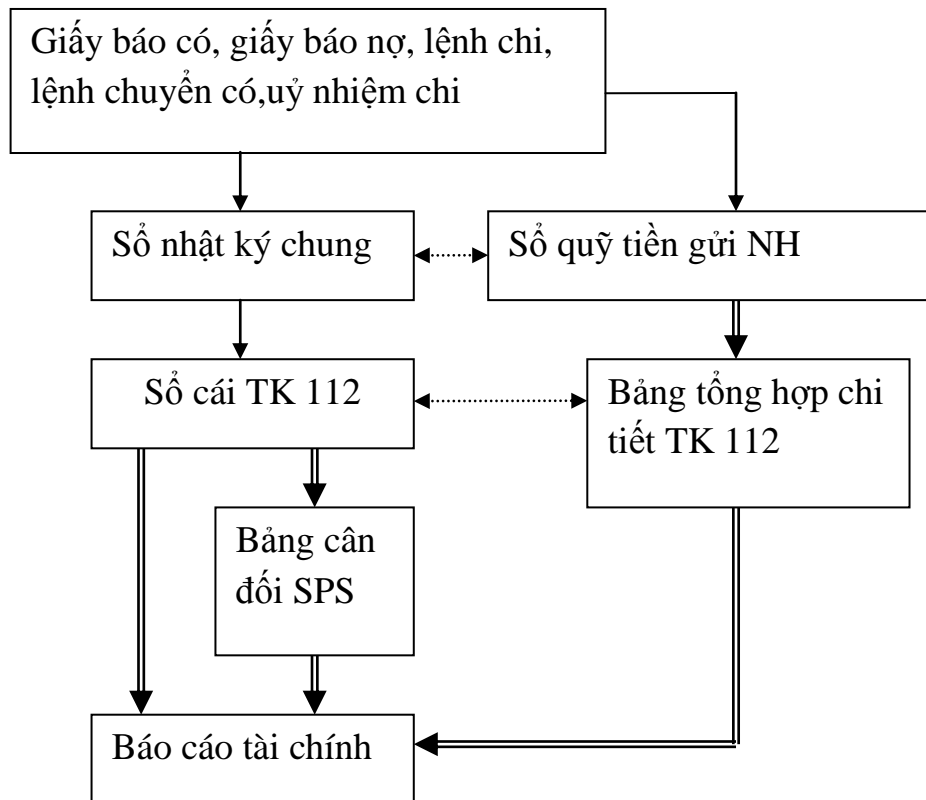 Giấy báo có, giấy báo nợ, lệnh chi,
lệnh chuyển có,uỷ nhiệm chi
Sổ nhật ký chung
Sổ quỹ tiền gửi NH
Sổ cái TK 112
Bảng tổng hợp chi
tiết TK 112
Bảng cân
đối SPS
Báo cáo tài chính